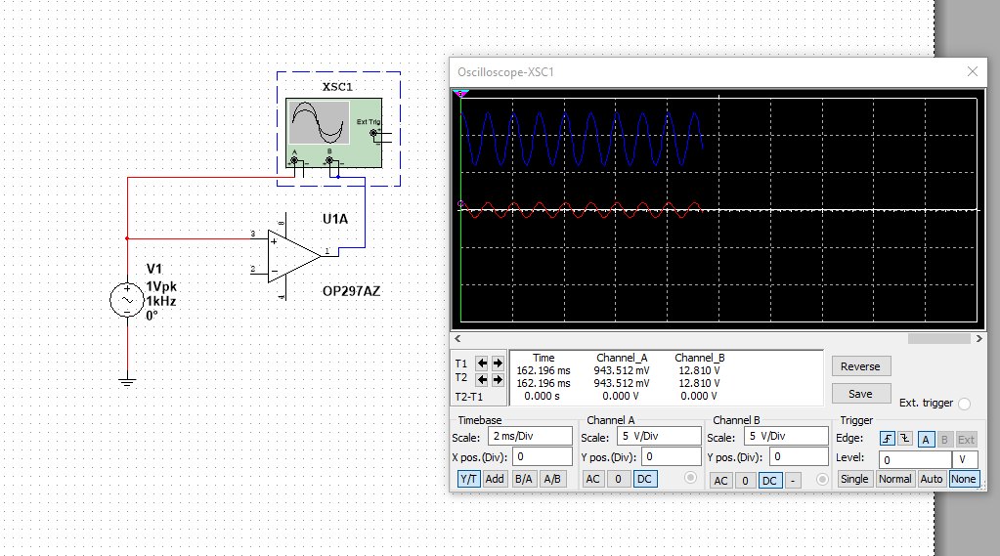 XSC1
Ext Trig
A
B
U1A
8
3
1
2
4
OP297AZ
V1
1Vpk
1kHz
0°
Oscilloscope-XSC1
T1
T2
T2-T1
Time Channel_A Channel_B
162.196 ms 943.512 mV 12.810 V
162.196 ms 943.512 mV 12.810 V
0.000 s 0.000 V 0.000 V
Reverse
Save
Ext. trigger
Timebase
Scale: 2 ms/Div
X pos.(Div): 0
Y/T Add B/A A/B
Channel A
Scale: 5 V/Div
Y pos.(Div): 0
AC 0 DC
Channel B
Scale: 5 V/Div
Y pos.(Div): 0
AC 0 DC -
Trigger
Edge: A B Ext
Level: 0 V
Single Normal Auto None